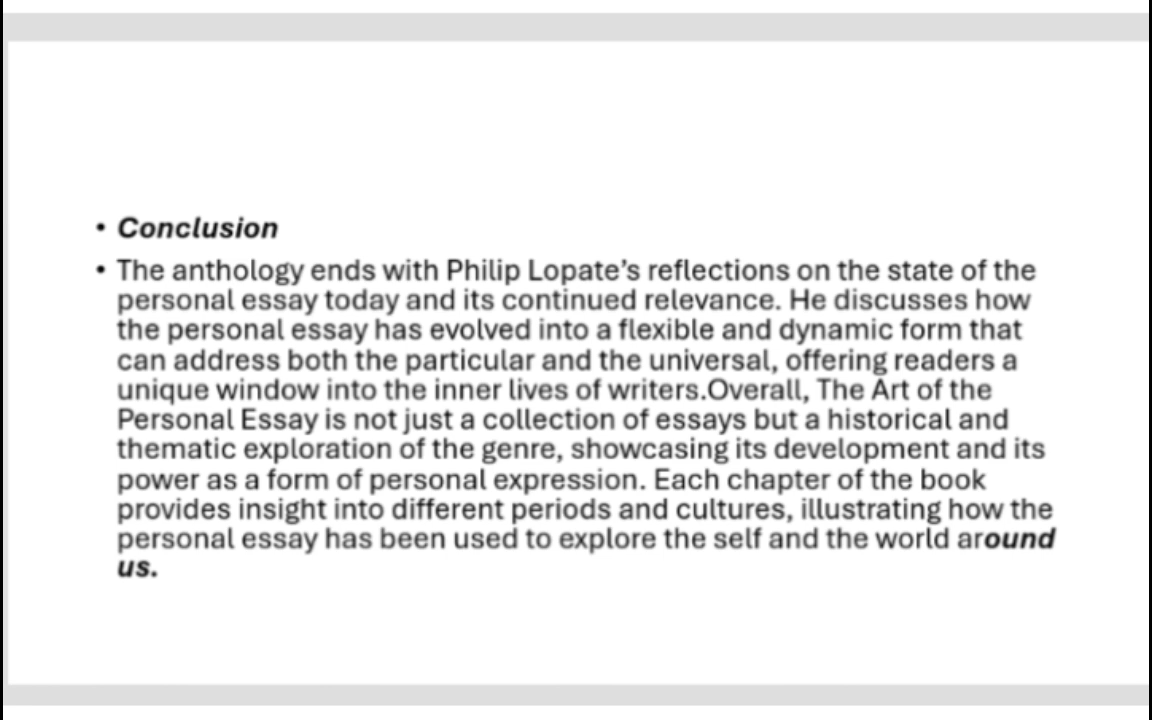 • Conclusion
• The anthology ends with Philip Lopate’s reflections on the state of the
personal essay today and its continued relevance. He discusses how
the personal essay has evolved into a flexible and dynamic form that
can address both the particular and the universal, offering readers a
unique window into the inner lives of writers.Overall, The Art of the
Personal Essay is not just a collection of essays but a historical and
thematic exploration of the genre, showcasing its development and its
power as a form of personal expression. Each chapter of the book
provides insight into different periods and cultures, illustrating how the
personal essay has been used to explore the self and the world around
us.